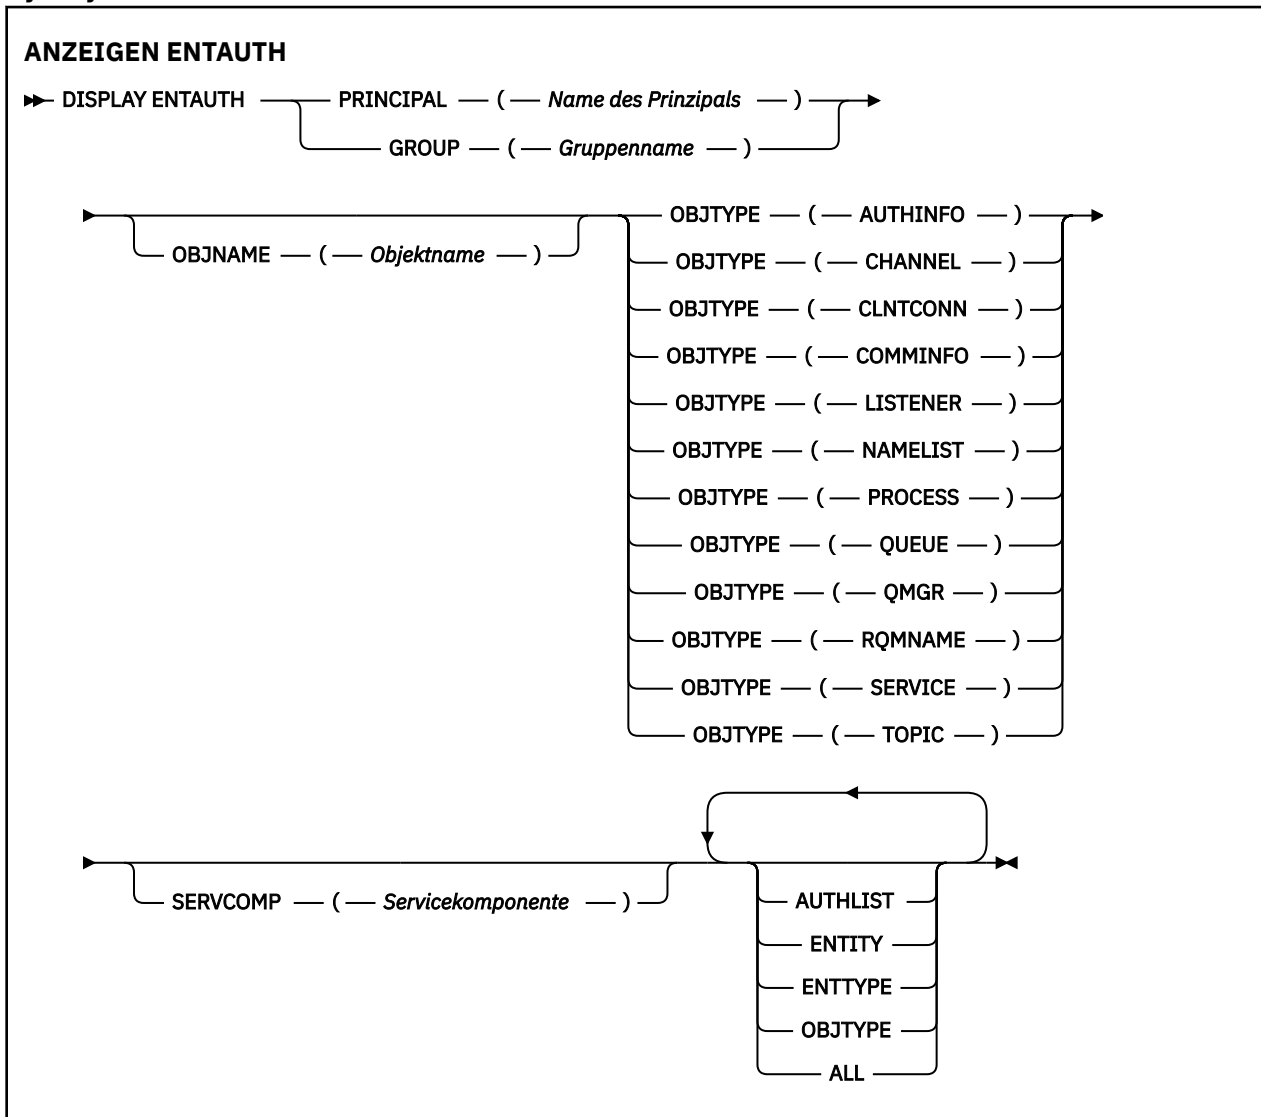 ANZEIGEN ENTAUTH
DISPLAY ENTAUTH PRINCIPAL ( Name des Prinzipals )
GROUP ( Gruppenname )
OBJTYPE ( AUTHINFO )
OBJNAME ( Objektname )
OBJTYPE ( CHANNEL )
OBJTYPE ( CLNTCONN )
OBJTYPE ( COMMINFO )
OBJTYPE ( LISTENER )
OBJTYPE ( NAMELIST )
OBJTYPE ( PROCESS )
OBJTYPE ( QUEUE )
OBJTYPE ( QMGR )
OBJTYPE ( RQMNAME )
OBJTYPE ( SERVICE )
OBJTYPE ( TOPIC )
SERVCOMP ( Servicekomponente )
AUTHLIST
ENTITY
ENTTYPE
OBJTYPE
ALL